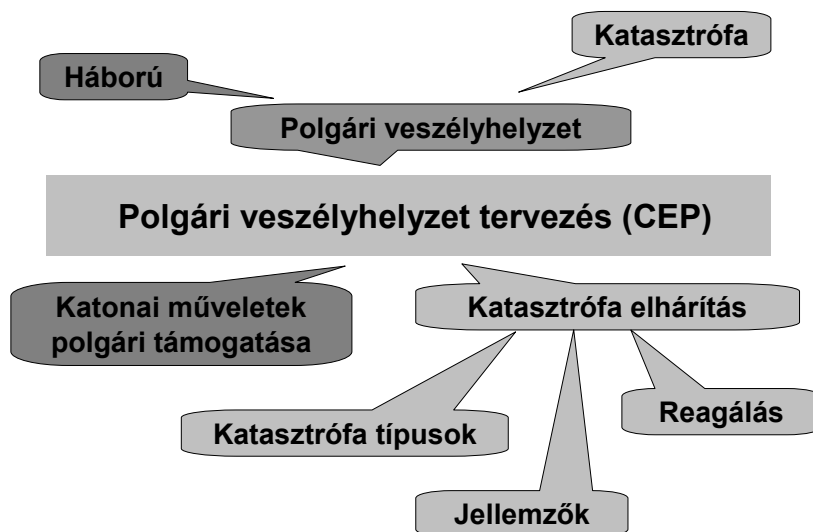 Katasztrófa
Háború
Polgári veszélyhelyzet
Polgári veszélyhelyzet tervezés (CEP)
Katonai műveletek
polgári támogatása
Katasztrófa elhárítás
Reagálás
Katasztrófa típusok
Jellemzők